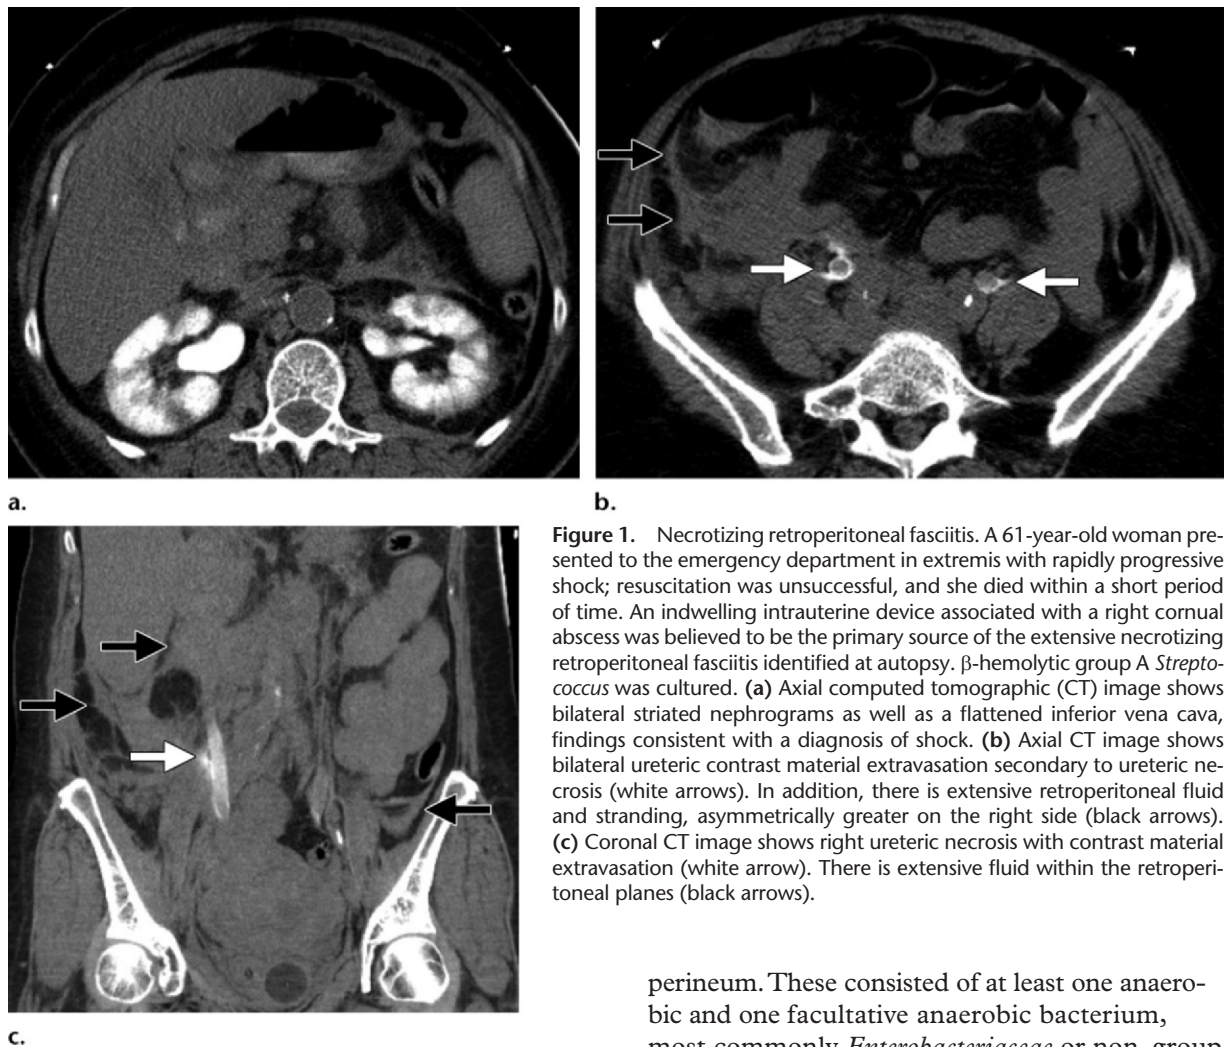 a.
b.
Figure 1. Necrotizing retroperitoneal fasciitis. A 61-year-old woman pre-
sented to the emergency department in extremis with rapidly progressive
shock; resuscitation was unsuccessful, and she died within a short period
of time. An indwelling intrauterine device associated with a right cornual
abscess was believed to be the primary source of the extensive necrotizing
retroperitoneal fasciitis identified at autopsy. β-hemolytic group A Strepto-
coccus was cultured. (a) Axial computed tomographic (CT) image shows
bilateral striated nephrograms as well as a flattened inferior vena cava,
findings consistent with a diagnosis of shock. (b) Axial CT image shows
bilateral ureteric contrast material extravasation secondary to ureteric ne-
crosis (white arrows). In addition, there is extensive retroperitoneal fluid
and stranding, asymmetrically greater on the right side (black arrows).
(c) Coronal CT image shows right ureteric necrosis with contrast material
extravasation (white arrow). There is extensive fluid within the retroperi-
toneal planes (black arrows).
c.
perineum. These consisted of at least one anaero-
bic and one facultative anaerobic bacterium,
most commonly Enterobacteriaceae or non–group